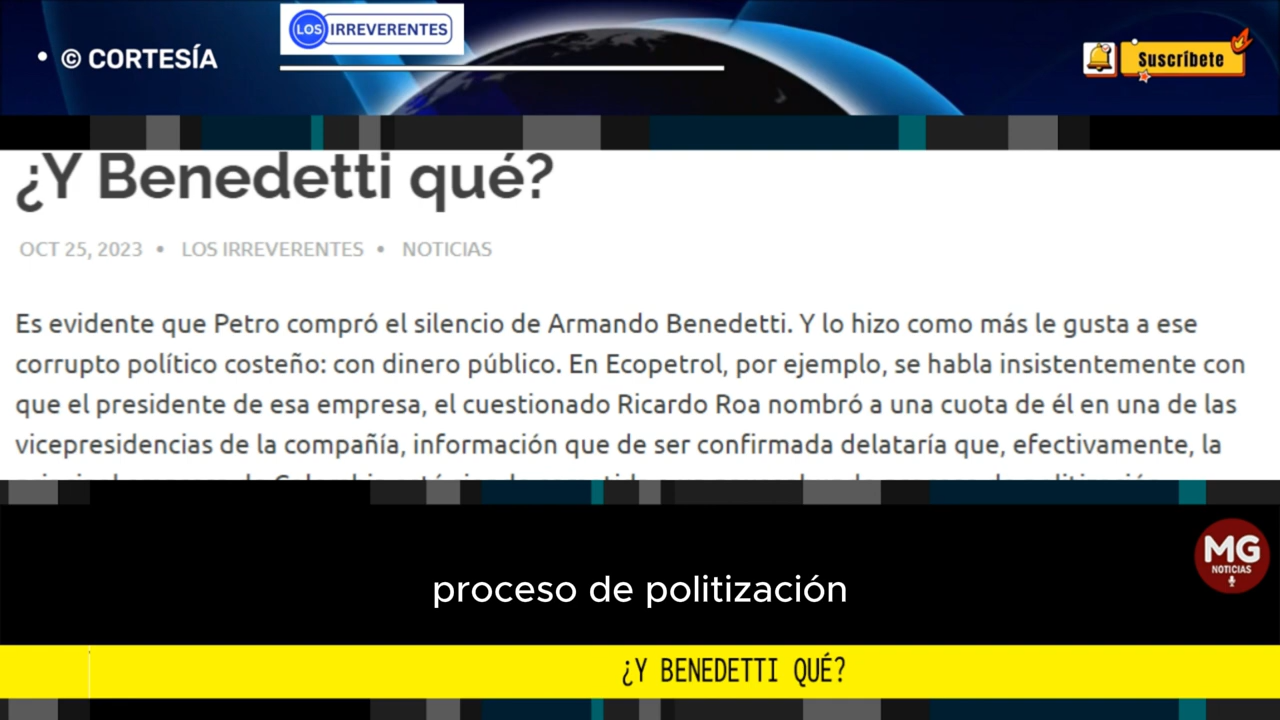 • © CORTESÍA
LOS IRREVERENTES
Suscríbete
¿Y Benedetti qué?
OCT 25, 2023 • LOS IRREVERENTES • NOTICIAS
Es evidente que Petro compró el silencio de Armando Benedetti. Y lo hizo como más le gusta a ese
corrupto político costeño: con dinero público. En Ecopetrol, por ejemplo, se habla insistentemente con
que el presidente de esa empresa, el cuestionado Ricardo Roa nombró a una cuota de él en una de las
vicepresidencias de la compañía, información que de ser confirmada delataría que, efectivamente, la
MG
NOTICIAS
proceso de politización
¿Y BENEDETTI QUÉ?